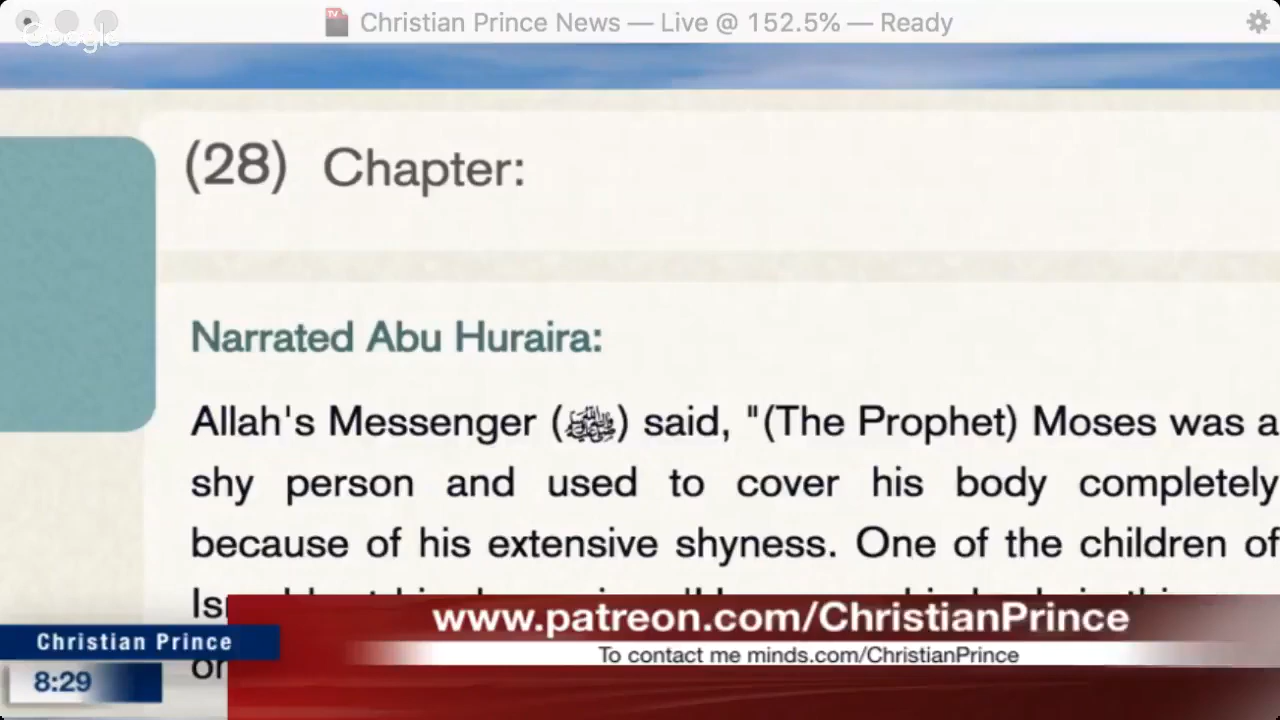 Christian Prince News — Live @ 152.5% — Ready
Google
(28) Chapter:
Narrated Abu Huraira:
Allah's Messenger (ﷺ) said, "(The Prophet) Moses was a
shy person and used to cover his body completely
because of his extensive shyness. One of the children of
www.patreon.com/ChristianPrince
Christian Prince
To contact me minds.com/ChristianPrince
8:29